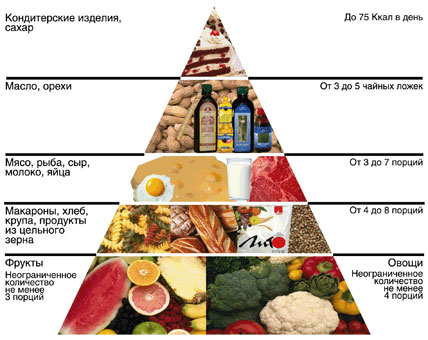 Кондитерские изделия,
сахар
До 75 Ккал в день
Масло, орехи
От 3 до 5 чайных ложек
Мясо, рыба, сыр,
молоко, яйца
От 3 до 7 порций
Макароны, хлеб,
крупа, продукты
из цельного
зерна
От 4 до 8 порций
Фрукты
Неограниченное
количество
не менее
3 порций
Овощи
Неограниченное
количество
не менее
4 порций